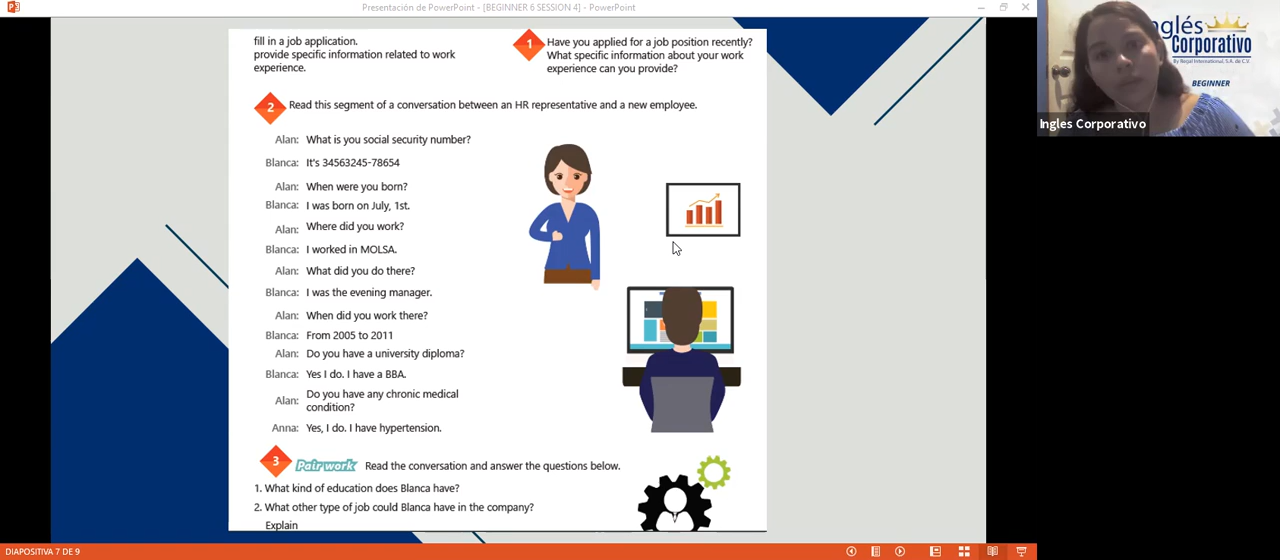 Presentación de PowerPoint - [BEGINNER 6 SESSION 4] - PowerPoint
fill in a job application.
provide specific information related to work
experience.
1 Have you applied for a job position recently?
What specific information about your work
experience can you provide?
2 Read this segment of a conversation between an HR representative and a new employee.
Alan: What is you social security number?
Blanca: It's 34563245-78654
Alan: When were you born?
Blanca: I was born on July, 1st.
Alan: Where did you work?
Blanca: I worked in MOLSA.
Alan: What did you do there?
Blanca: I was the evening manager.
Alan: When did you work there?
Blanca: From 2005 to 2011
Alan: Do you have a university diploma?
Blanca: Yes I do. I have a BBA.
Alan: Do you have any chronic medical
condition?
Anna: Yes, I do. I have hypertension.
3 Pair work Read the conversation and answer the questions below.
1. What kind of education does Blanca have?
2. What other type of job could Blanca have in the company?
Explain
DIAPOSITIVA 7 DE 9
Inglés
Corporativo
By Regal International, S.A. de C.V.
BEGINNER
Ingles Corporativo